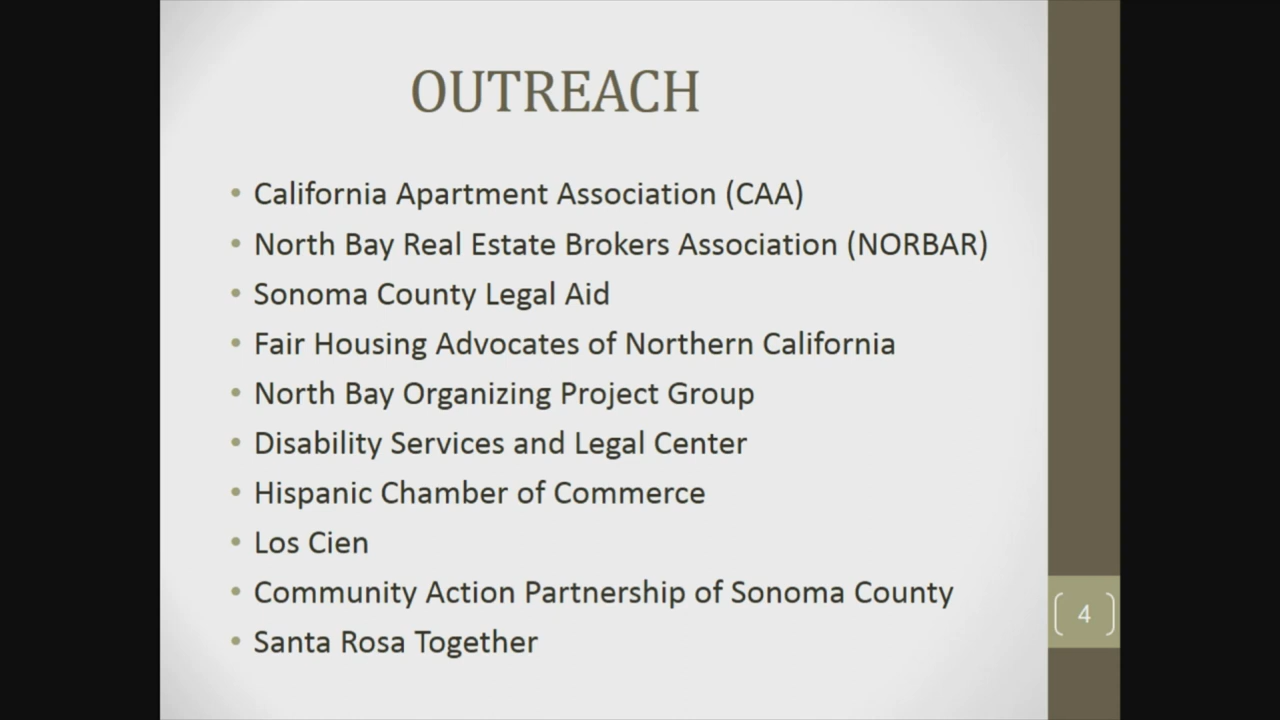 OUTREACH
• California Apartment Association (CAA)
• North Bay Real Estate Brokers Association (NORBAR)
• Sonoma County Legal Aid
• Fair Housing Advocates of Northern California
• North Bay Organizing Project Group
• Disability Services and Legal Center
• Hispanic Chamber of Commerce
• Los Cien
• Community Action Partnership of Sonoma County
• Santa Rosa Together
4